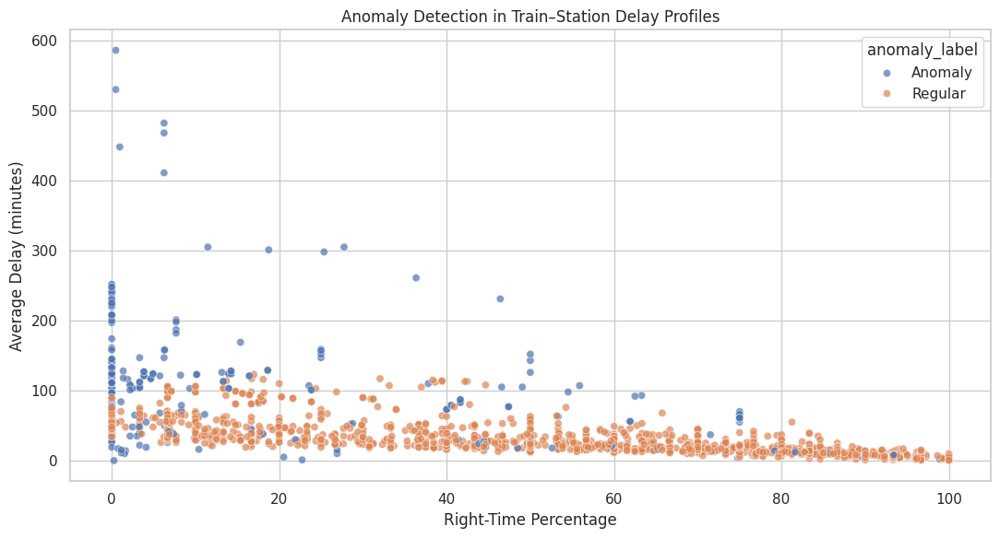 Anomaly Detection in Train–Station Delay Profiles
anomaly_label
Anomaly
Regular
Average Delay (minutes)
600
500
400
300
200
100
0
0 20 40 60 80 100
Right-Time Percentage